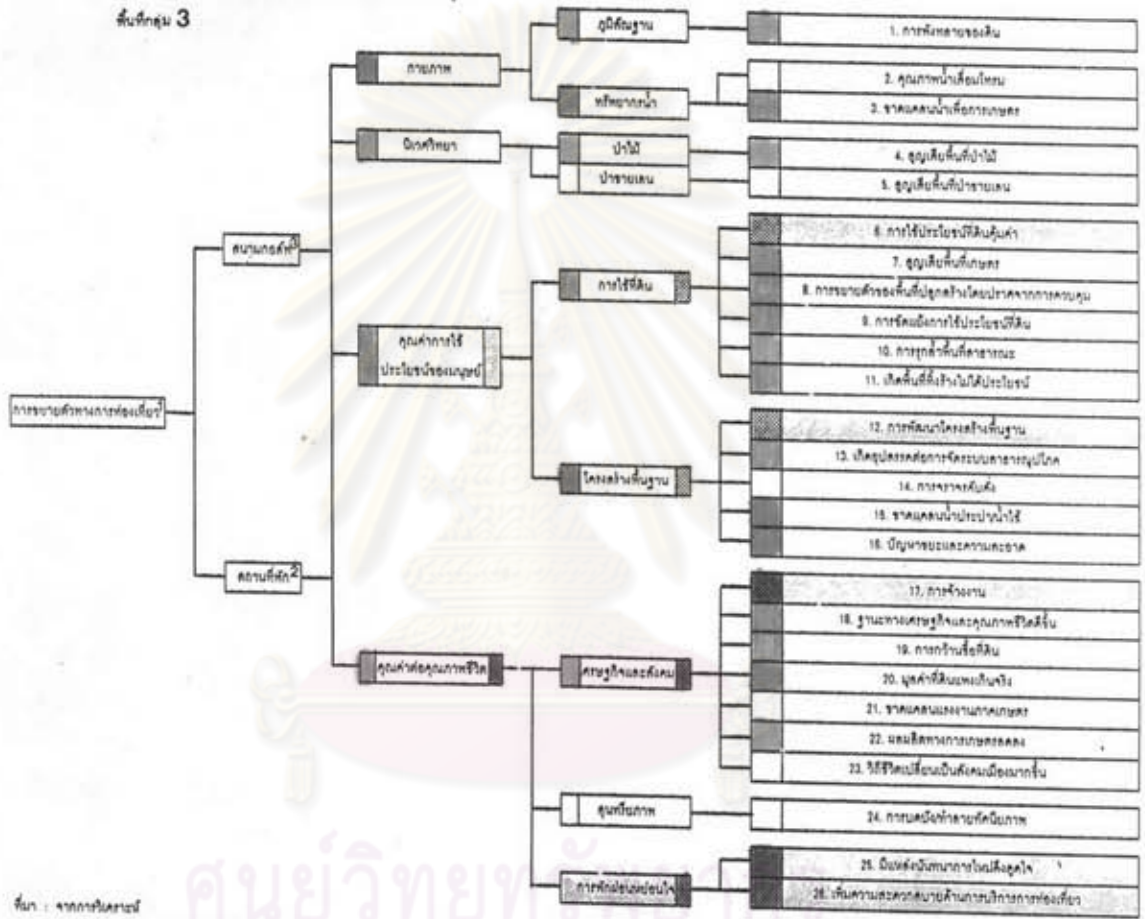 พื้นที่กลุ่ม 3
การขยายตัวทางการท่องเที่ยว1
สนามกอล์ฟ3
สถานที่พัก2
กายภาพ
นิเวศวิทยา
คุณค่าการใช้
ประโยชน์ของมนุษย์
คุณค่าต่อคุณภาพชีวิต
ภูมิสัณฐาน
ทรัพยากรน้ำ
ป่าไม้
ป่าชายเลน
การใช้ที่ดิน
โครงสร้างพื้นฐาน
เศรษฐกิจและสังคม
สุนทรียภาพ
การพักผ่อนหย่อนใจ
1. การพังทลายของดิน
2. คุณภาพน้ำเสื่อมโทรม
3. ขาดแคลนน้ำเพื่อการเกษตร
4. สูญเสียพื้นที่ป่าไม้
5. สูญเสียพื้นที่ป่าชายเลน
6. การใช้ประโยชน์ที่ดินคุ้มค่า
7. สูญเสียพื้นที่เกษตร
8. การขยายตัวของพื้นที่ปลูกสร้างโดยปราศจากการควบคุม
9. การขัดแย้งการใช้ประโยชน์ที่ดิน
10. การรุกล้ำพื้นที่สาธารณะ
11. เกิดพื้นที่ทิ้งร้างไม่ได้ประโยชน์
12. การพัฒนาโครงสร้างพื้นฐาน
13. เกิดอุปสรรคต่อการจัดระบบสาธารณูปโภค
14. การจราจรคับคั่ง
15. ขาดแคลนน้ำประปาน้ำใช้
16. ปัญหาขยะและความสะอาด
17. การจ้างงาน
18. ฐานะทางเศรษฐกิจและคุณภาพชีวิตดีขึ้น
19. การกว้านซื้อที่ดิน
20. มูลค่าที่ดินแพงเกินจริง
21. ขาดแคลนแรงงานภาคเกษตร
22. ผลผลิตทางการเกษตรลดลง
23. วิถีชีวิตเปลี่ยนเป็นสังคมเมืองมากขึ้น
24. การบดบังทำลายทัศนียภาพ
25. มีแหล่งนันทนาการใหม่ดึงดูดใจ
26. เพิ่มความสะดวกสบายด้านการบริการการท่องเที่ยว
ที่มา : จากการวิเคราะห์
ศูนย์วิทยทรัพยากร